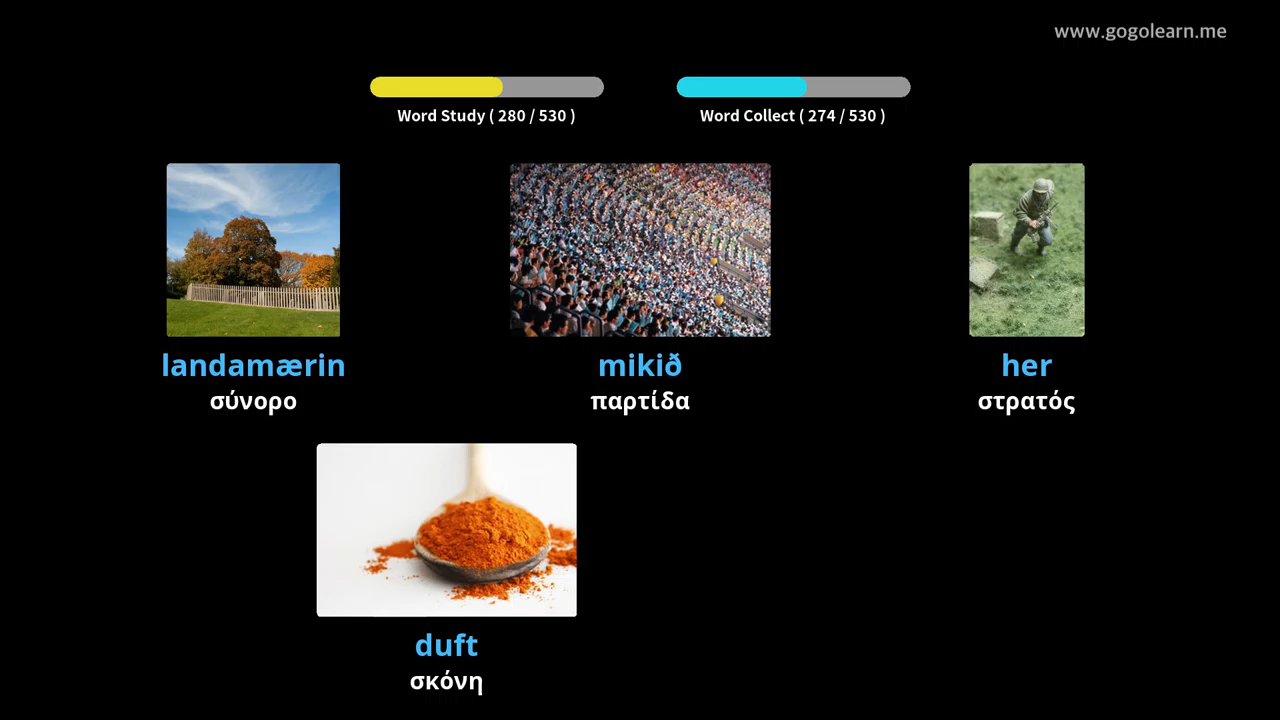 www.gogolearn.me
Word Study ( 280 / 530 )
Word Collect ( 274 / 530 )
landamærin
σύνορο
mikið
παρτίδα
her
στρατός
duft
σκόνη